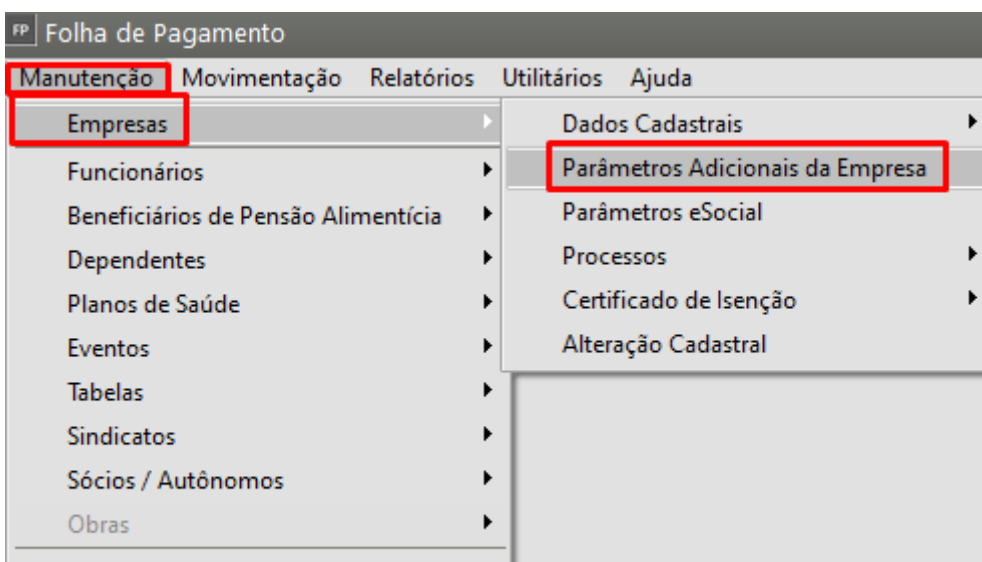 FP Folha de Pagamento
Manutenção Movimentação Relatórios Utilitários Ajuda
Empresas
Funcionários
Beneficiários de Pensão Alimentícia
Dependentes
Planos de Saúde
Eventos
Tabelas
Sindicatos
Sócios / Autônomos
Obras
Dados Cadastrais
Parâmetros Adicionais da Empresa
Parâmetros eSocial
Processos
Certificado de Isenção
Alteração Cadastral